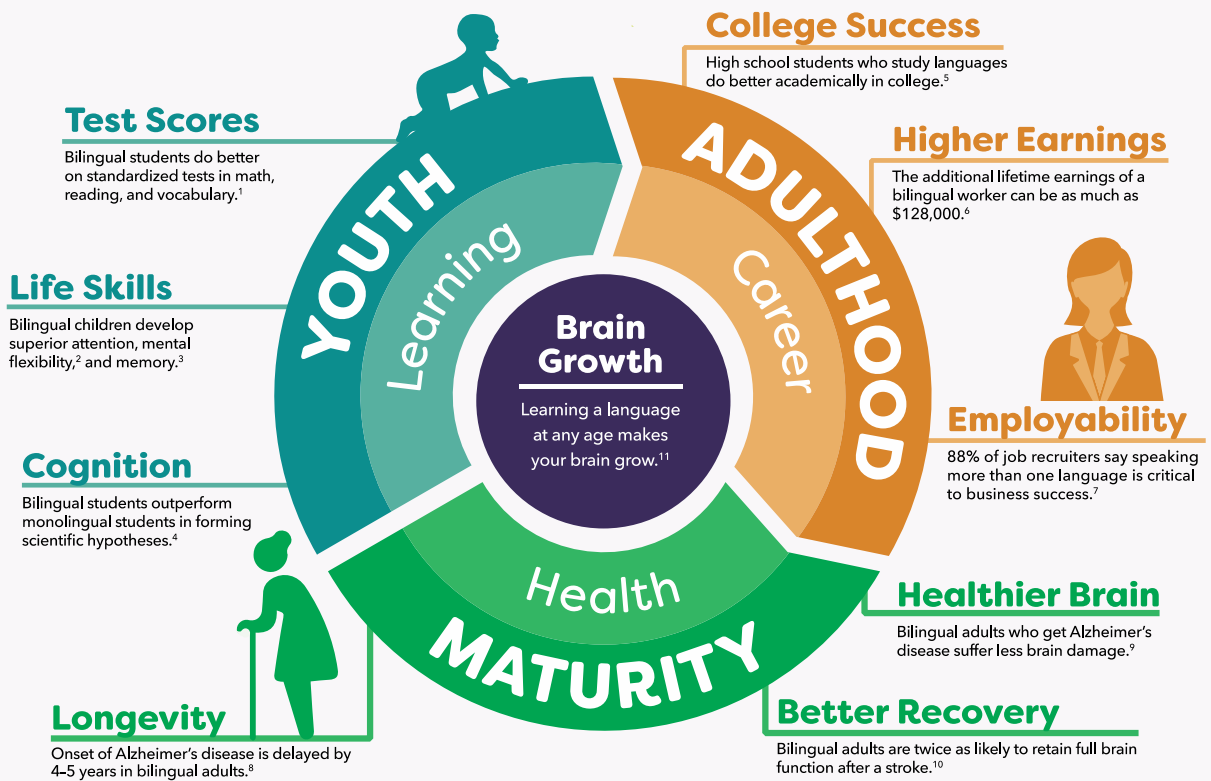 College Success
High school students who study languages
do better academically in college.⁵
Test Scores
Bilingual students do better
on standardized tests in math,
reading, and vocabulary.¹
Higher Earnings
The additional lifetime earnings of a
bilingual worker can be as much as
$128,000.⁶
YOUTH
Learning
ADULTHOOD
Career
Life Skills
Bilingual children develop
superior attention, mental
flexibility,² and memory.³
Brain
Growth
Learning a language
at any age makes
your brain grow.¹¹
Employability
88% of job recruiters say speaking
more than one language is critical
to business success.⁷
Cognition
Bilingual students outperform
monolingual students in forming
scientific hypotheses.⁴
Health
MATURITY
Healthier Brain
Bilingual adults who get Alzheimer’s
disease suffer less brain damage.⁹
Longevity
Onset of Alzheimer’s disease is delayed by
4–5 years in bilingual adults.⁸
Better Recovery
Bilingual adults are twice as likely to retain full brain
function after a stroke.¹⁰